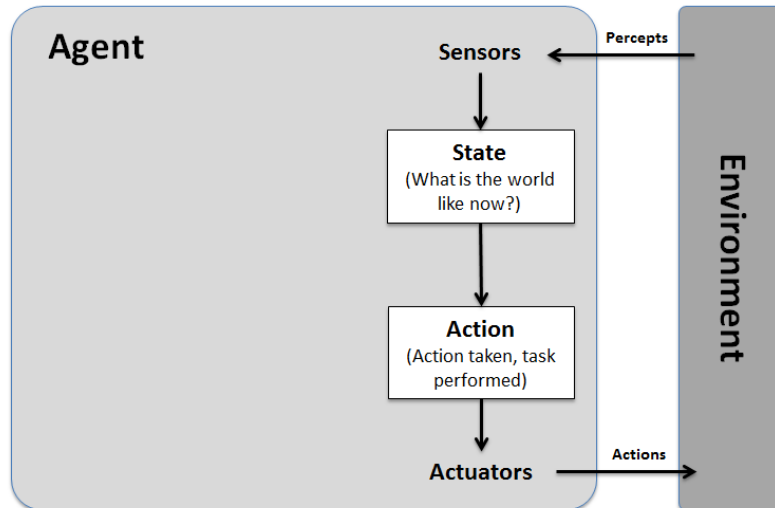 Agent
Sensors
Percepts
State
(What is the world
like now?)
Environment
Action
(Action taken, task
performed)
Actuators
Actions